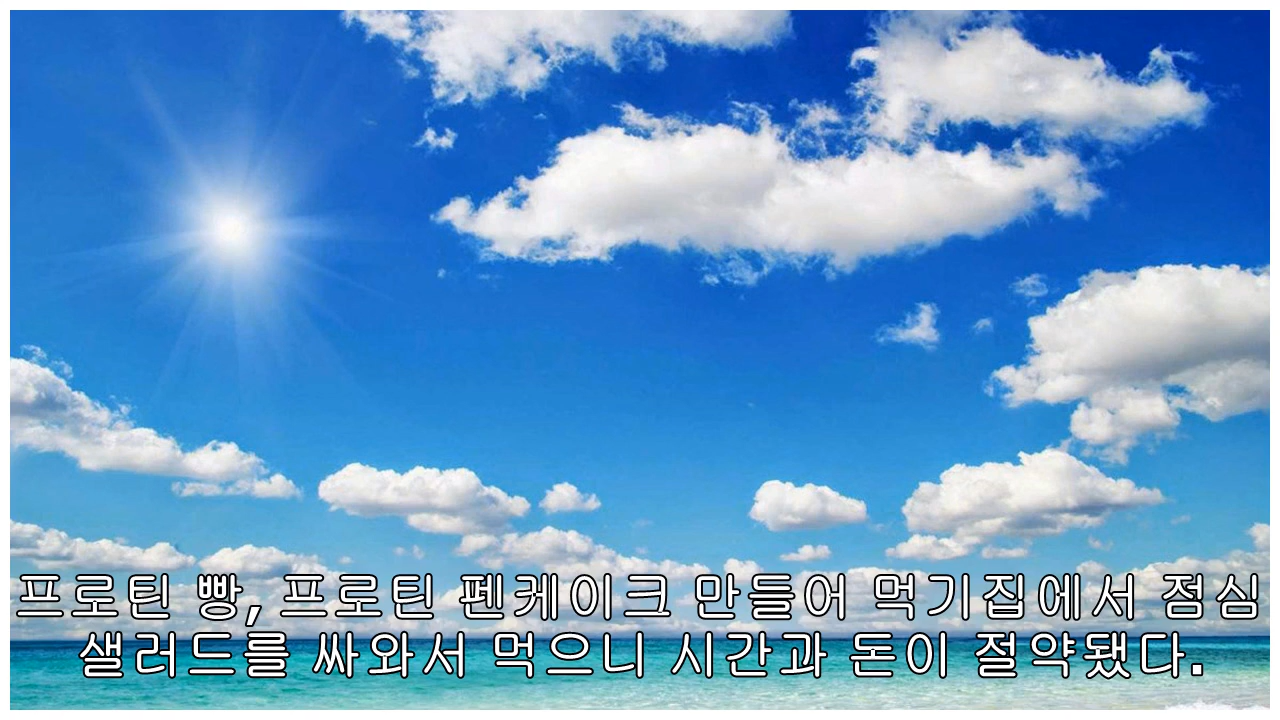 프로틴 빵, 프로틴 펜케이크 만들어 먹기집에서 점심
샐러드를 싸와서 먹으니 시간과 돈이 절약됐다.